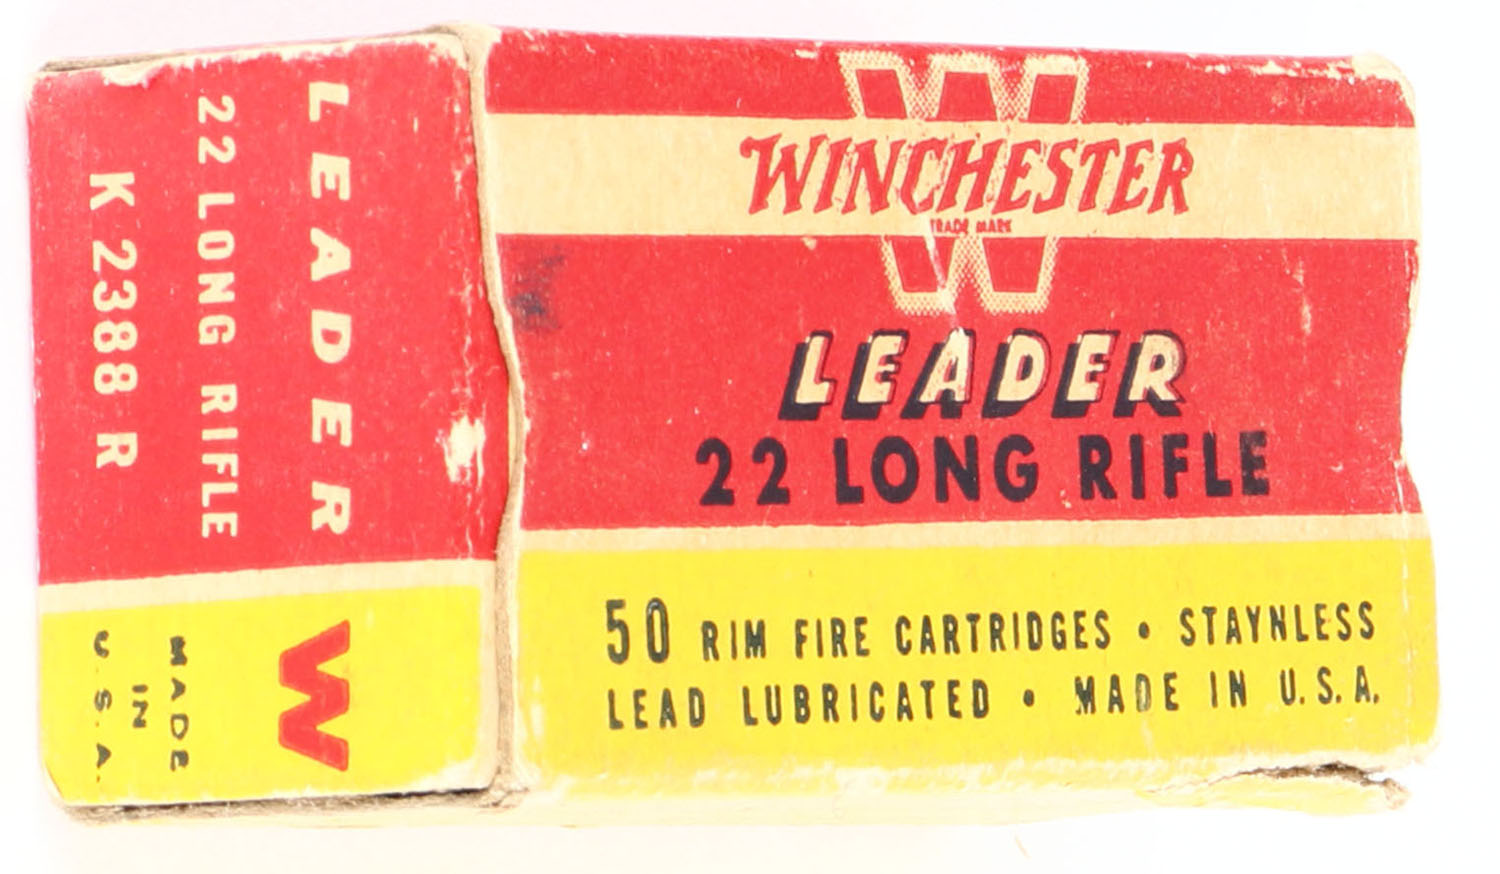 LEADER
22 LONG RIFLE
K 2388 R
W
MADE
IN
U.S.A.
W
WINCHESTER
TRADE MARK
LEADER
22 LONG RIFLE
50 RIM FIRE CARTRIDGES • STAYNLESS
LEAD LUBRICATED • MADE IN U.S.A.